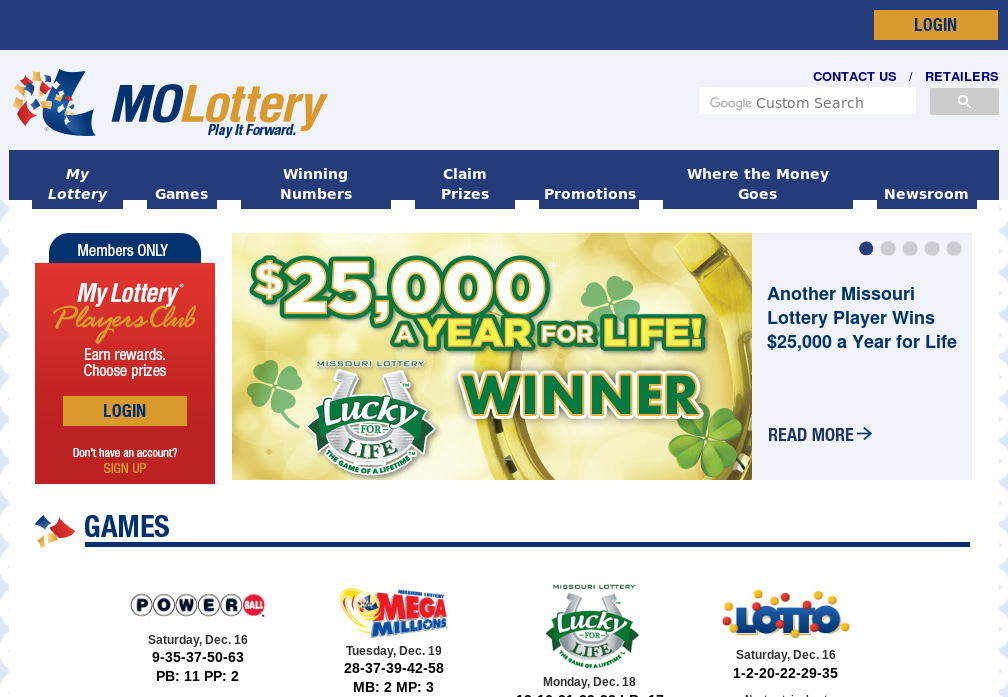 LOGIN
MOLottery
Play It Forward.
CONTACT US / RETAILERS
Google Custom Search
My Lottery
Games
Winning Numbers
Claim Prizes
Promotions
Where the Money Goes
Newsroom
Members ONLY
My Lottery®
Players Club
Earn rewards.
Choose prizes
LOGIN
Don't have an account?
SIGN UP
$25,000
A YEAR FOR LIFE!
MISSOURI LOTTERY™
Lucky
FOR
LIFE
THE GAME OF A LIFETIME™
WINNER
Another Missouri
Lottery Player Wins
$25,000 a Year for Life
READ MORE
GAMES
POWERBALL
Saturday, Dec. 16
9-35-37-50-63
PB: 11 PP: 2
MISSOURI LOTTERY
MEGA
MILLIONS
Tuesday, Dec. 19
28-37-39-42-58
MB: 2 MP: 3
MISSOURI LOTTERY™
Lucky
FOR
LIFE
THE GAME OF A LIFETIME™
Monday, Dec. 18
LOTTO
Saturday, Dec. 16
1-2-20-22-29-35